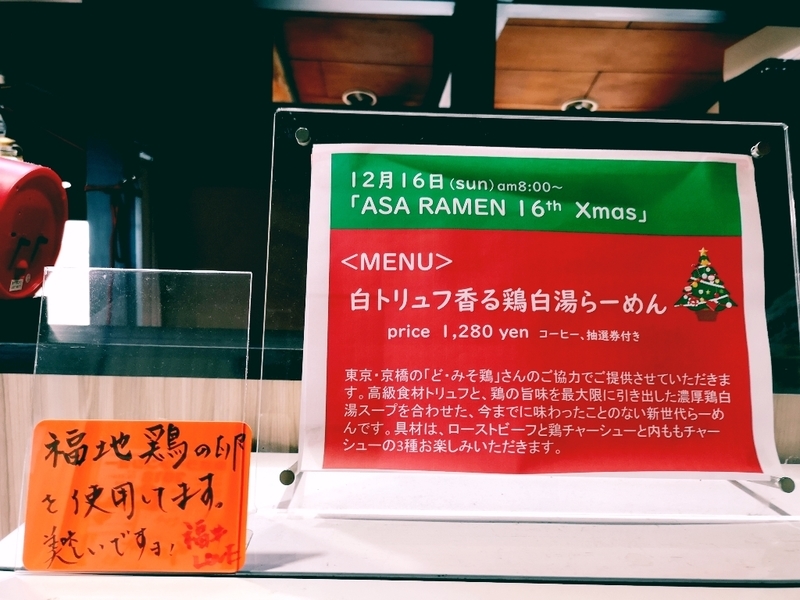 12月16日(sun)am8:00~
「ASA RAMEN 16th Xmas」
<MENU>
白トリュフ香る鶏白湯らーめん
price 1,280 yen コーヒー、抽選券付き
東京・京橋の「ど・みそ鶏」さんのご協力でご提供させていただきま
す。高級食材トリュフと、鶏の旨味を最大限に引き出した濃厚鶏白
湯スープを合わせた、今までに味わったことのない新世代らーめ
んです。具材は、ローストビーフと鶏チャーシューと内ももチャー
シューの3種お楽しみいただきます。
福地鶏の卵
を使用してます。
美味しいですョ!
福井
LOVE